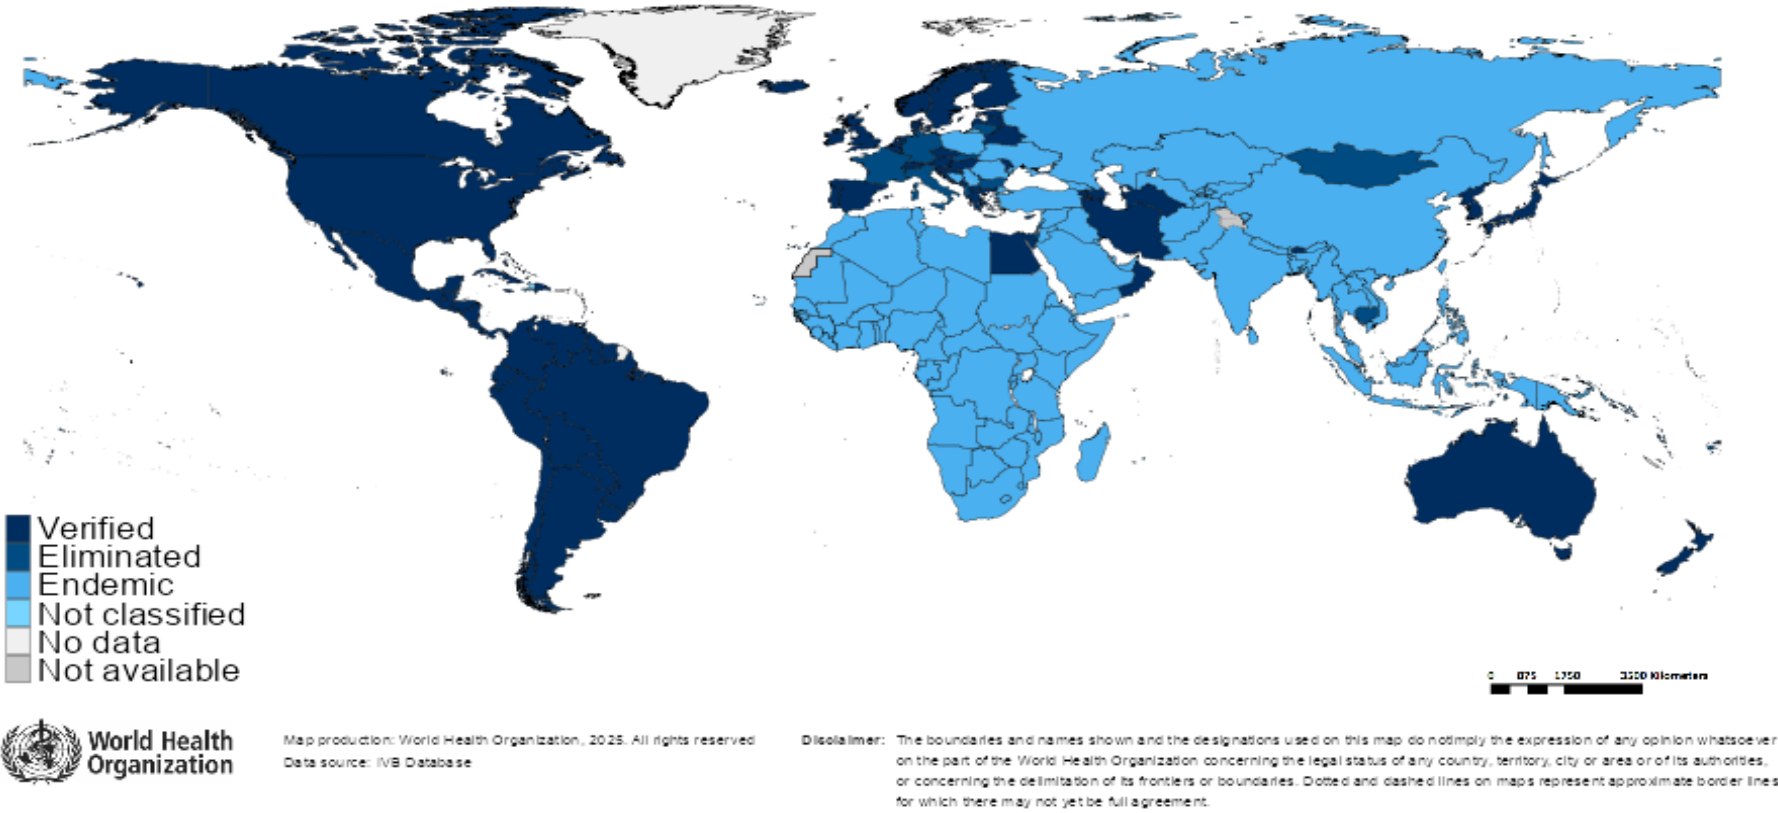 Verified
Eliminated
Endemic
Not classified
No data
Not available
0 875 1750 3500 Kilometers
World Health
Organization
Map production: World Health Organization, 2025. All rights reserved
Data source: IVB Database
Disclaimer: The boundaries and names shown and the designations used on this map do notimply the expression of any opinion whatsoever
on the part of the World Health Organization concerning the legal status of any country, territory, city or area or of its authorities,
or concerning the delimitation of its frontiers or boundaries. Dotted and dashed lines on maps represent approximate border lines
for which there may not yet be full agreement.